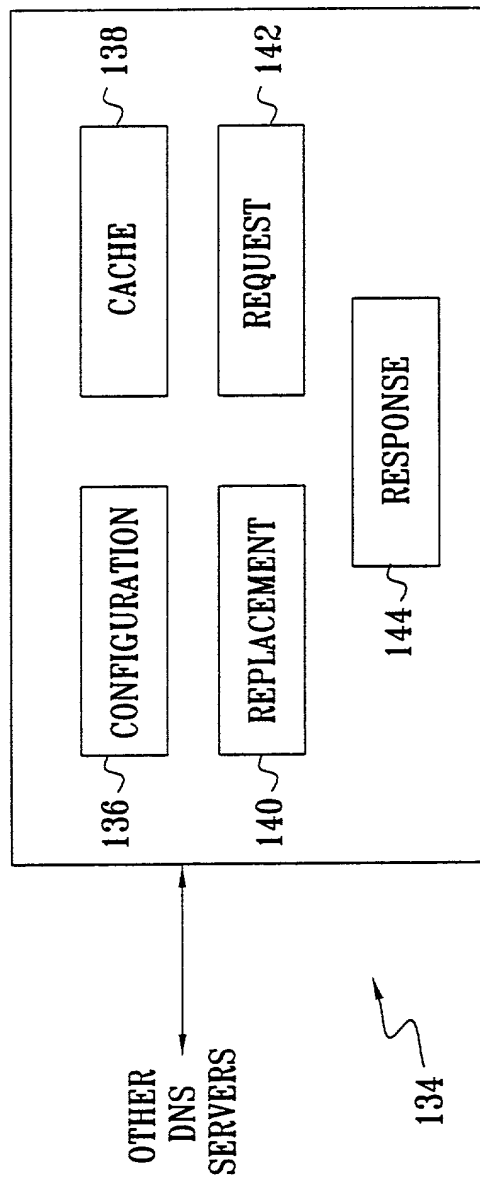 OTHER
DNS
SERVERS
134
136
CONFIGURATION
CACHE
138
140
REPLACEMENT
REQUEST
142
144
RESPONSE